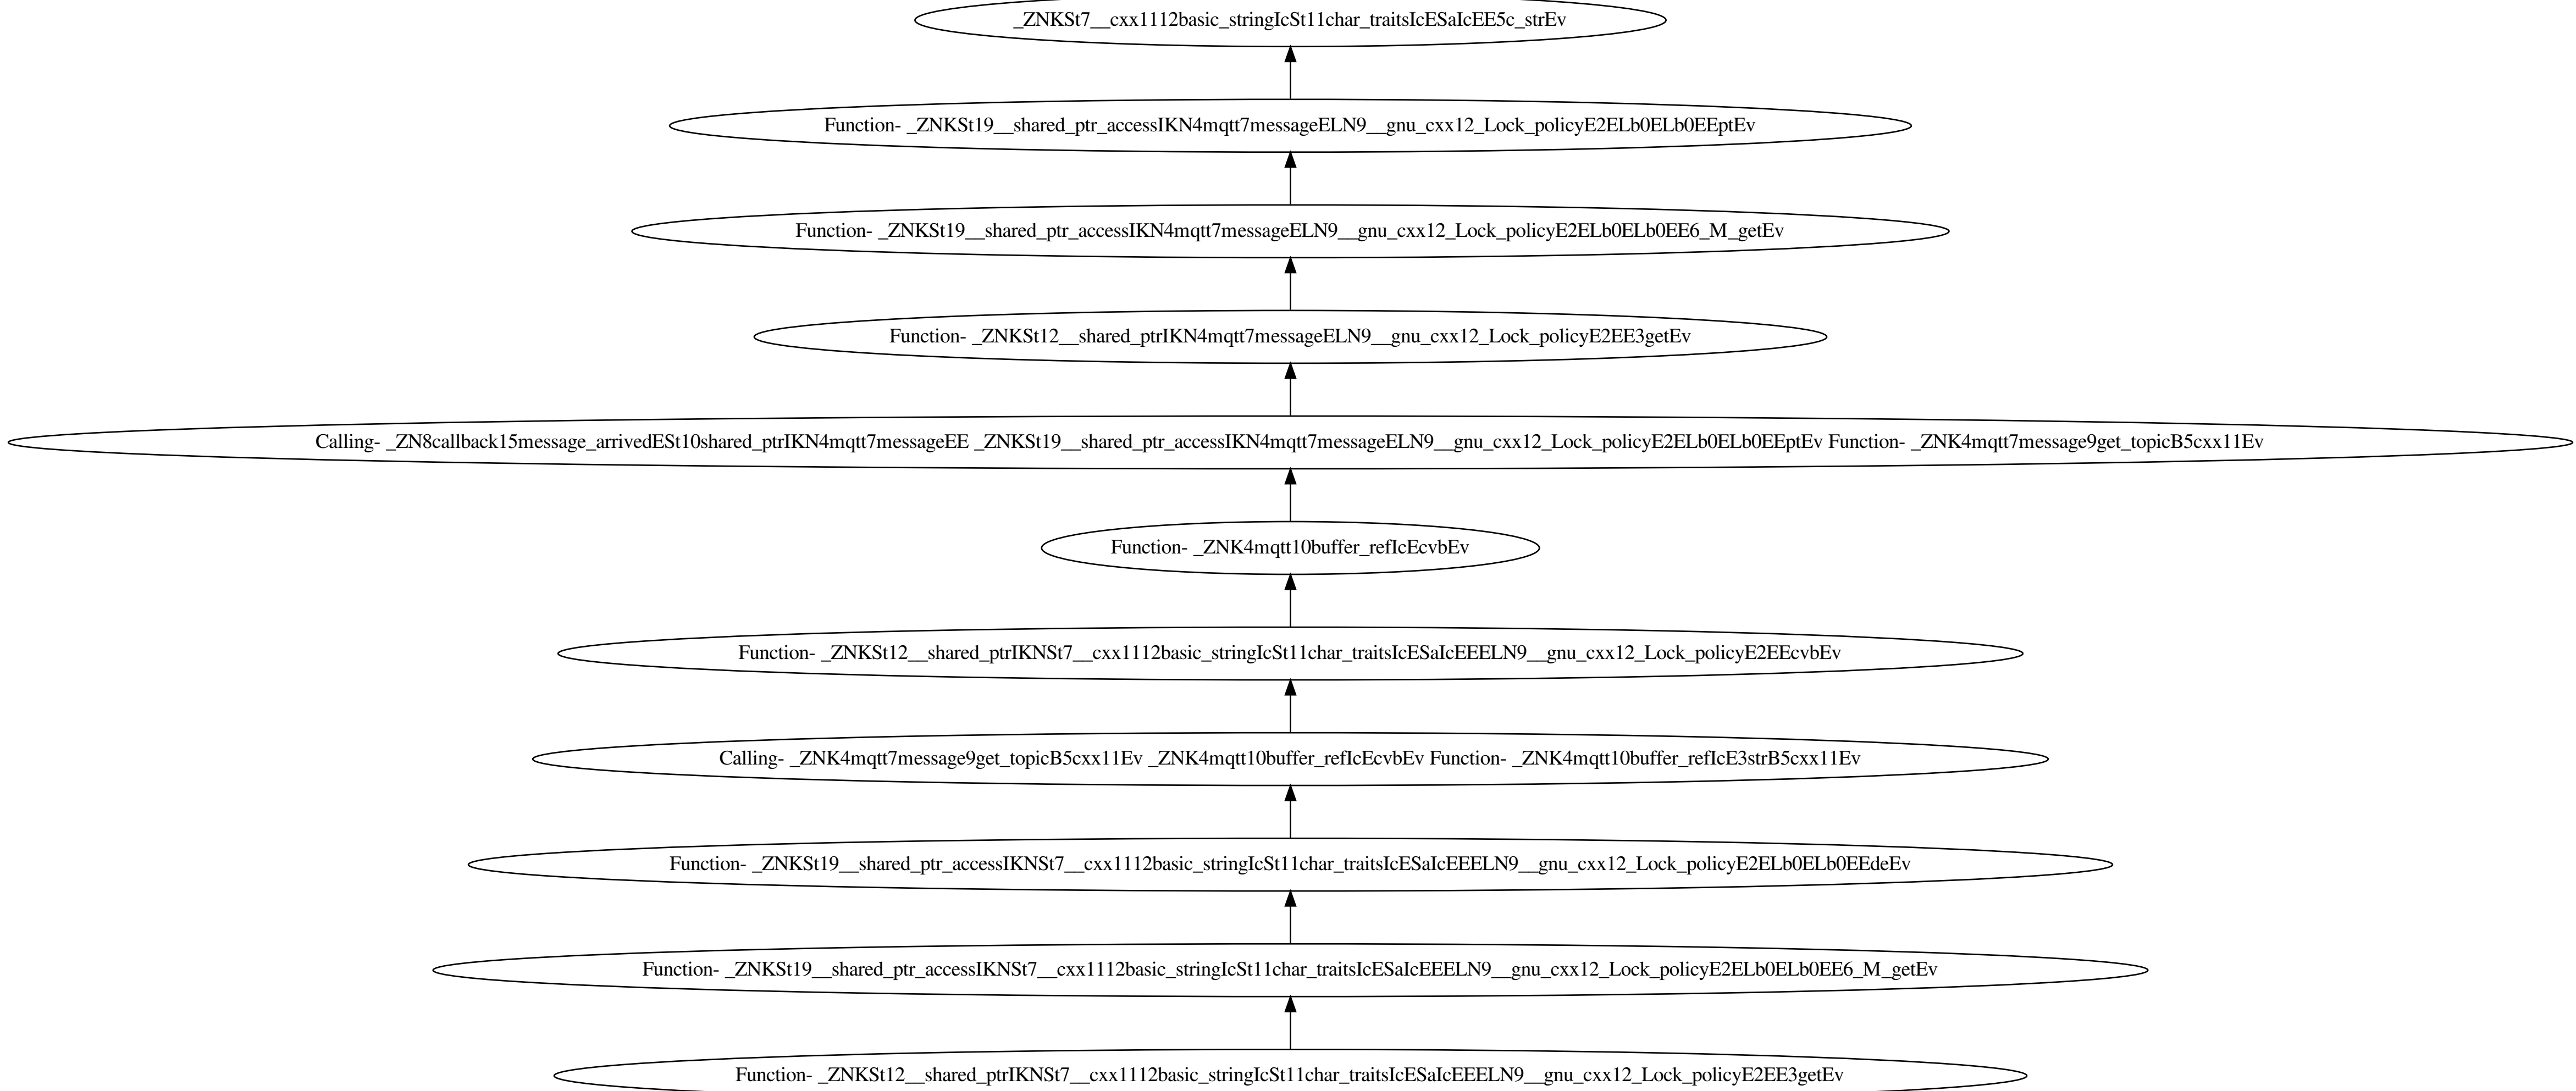 _ZNKSt7__cxx1112basic_stringIcSt11char_traitsIcESaIcEE5c_strEv
Function- _ZNKSt19__shared_ptr_accessIKN4mqtt7messageELN9__gnu_cxx12_Lock_policyE2ELb0ELb0EEptEv
Function- _ZNKSt19__shared_ptr_accessIKN4mqtt7messageELN9__gnu_cxx12_Lock_policyE2ELb0ELb0EE6_M_getEv
Function- _ZNKSt12__shared_ptrIKN4mqtt7messageELN9__gnu_cxx12_Lock_policyE2EE3getEv
Calling- _ZN8callback15message_arrivedESt10shared_ptrIKN4mqtt7messageEE _ZNKSt19__shared_ptr_accessIKN4mqtt7messageELN9__gnu_cxx12_Lock_policyE2ELb0ELb0EEptEv Function- _ZNK4mqtt7message9get_topicB5cxx11Ev
Function- _ZNK4mqtt10buffer_refIcEcvbEv
Function- _ZNKSt12__shared_ptrIKNSt7__cxx1112basic_stringIcSt11char_traitsIcESaIcEEELN9__gnu_cxx12_Lock_policyE2EEcvbEv
Calling- _ZNK4mqtt7message9get_topicB5cxx11Ev _ZNK4mqtt10buffer_refIcEcvbEv Function- _ZNK4mqtt10buffer_refIcE3strB5cxx11Ev
Function- _ZNKSt19__shared_ptr_accessIKNSt7__cxx1112basic_stringIcSt11char_traitsIcESaIcEEELN9__gnu_cxx12_Lock_policyE2ELb0ELb0EEdeEv
Function- _ZNKSt19__shared_ptr_accessIKNSt7__cxx1112basic_stringIcSt11char_traitsIcESaIcEEELN9__gnu_cxx12_Lock_policyE2ELb0ELb0EE6_M_getEv
Function- _ZNKSt12__shared_ptrIKNSt7__cxx1112basic_stringIcSt11char_traitsIcESaIcEEELN9__gnu_cxx12_Lock_policyE2EE3getEv